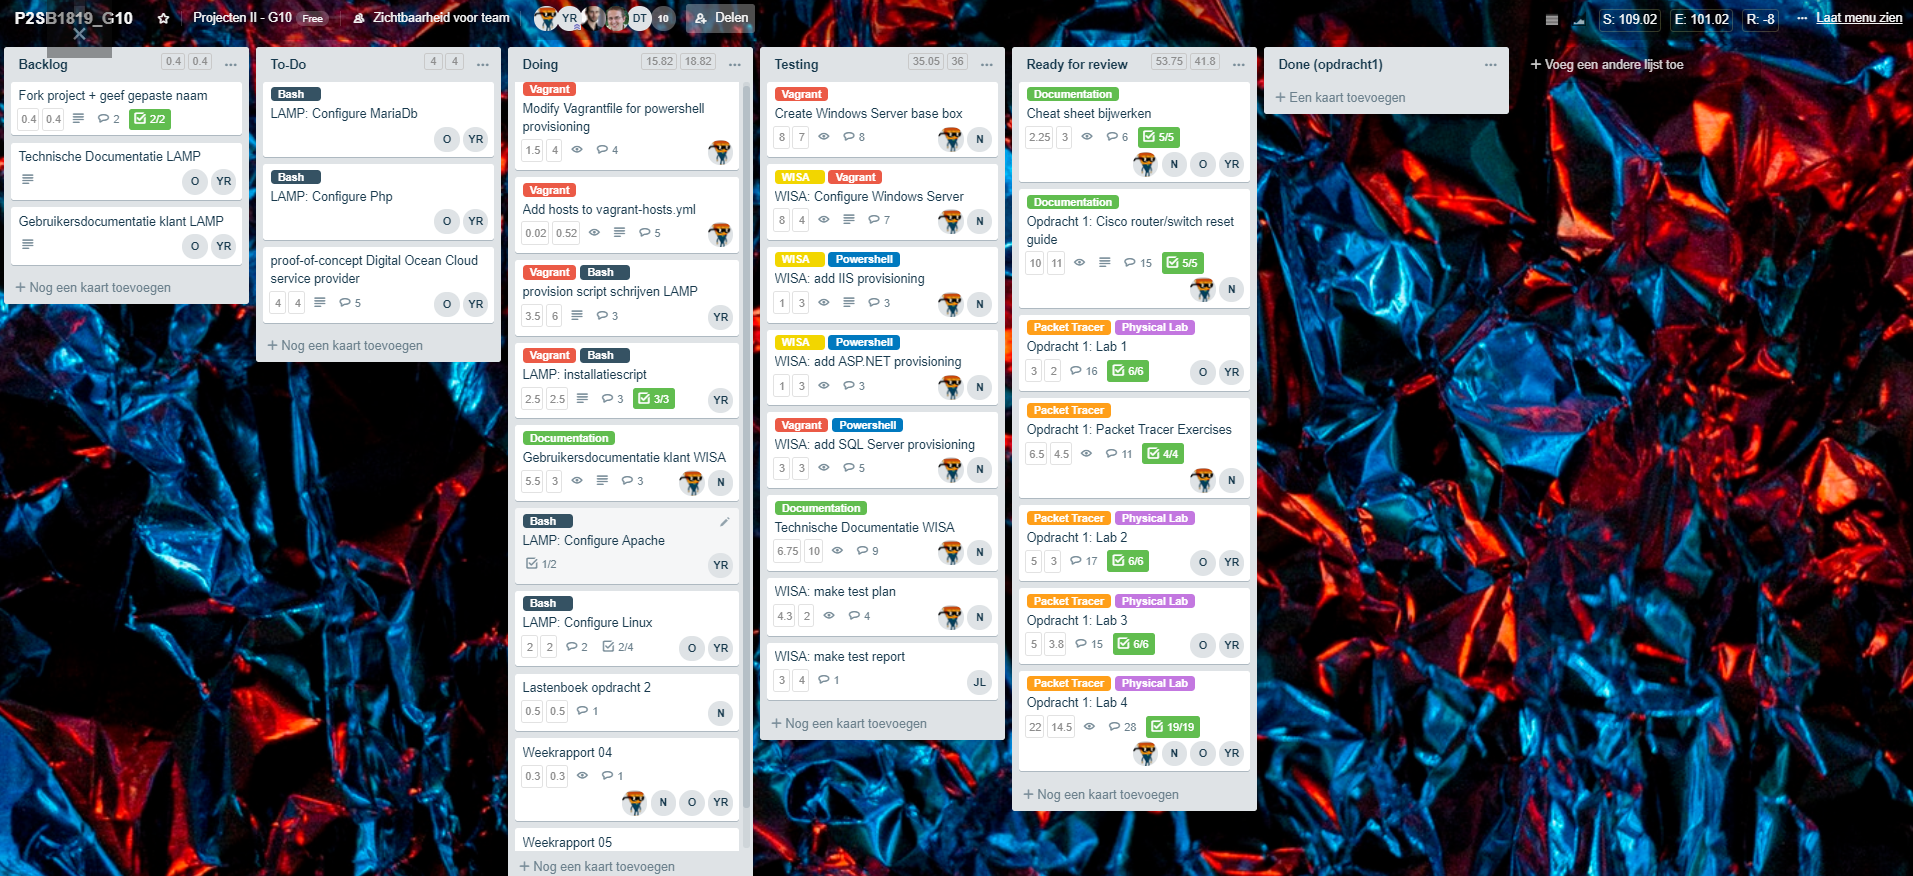 P2SB1819_G10
Projecten II - G10 Free
Zichtbaarheid voor team
YR DT 10
Delen
S: 109.02 E: 101.02 R: -8
Laat menu zien
Backlog 0.4 0.4
Fork project + geef gepaste naam
0.4 0.4 2 2/2
Technische Documentatie LAMP
O YR
Gebruikersdocumentatie klant LAMP
O YR
+ Nog een kaart toevoegen
To-Do 4 4
Bash
LAMP: Configure MariaDb
O YR
Bash
LAMP: Configure Php
O YR
proof-of-concept Digital Ocean Cloud
service provider
4 4 5 O YR
+ Nog een kaart toevoegen
Doing 15.82 18.82
Vagrant
Modify Vagrantfile for powershell
provisioning
1.5 4 4
Vagrant
Add hosts to vagrant-hosts.yml
0.02 0.52 5
Vagrant Bash
provision script schrijven LAMP
3.5 6 3 YR
Vagrant Bash
LAMP: installatiescript
2.5 2.5 3 3/3 YR
Documentation
Gebruikersdocumentatie klant WISA
5.5 3 3 N
Bash
LAMP: Configure Apache
1/2 YR
Bash
LAMP: Configure Linux
2 2 2 2/4 O YR
Lastenboek opdracht 2
0.5 0.5 1 N
Weekrapport 04
0.3 0.3 1
N O YR
Weekrapport 05
+ Nog een kaart toevoegen
Testing 35.05 36
Vagrant
Create Windows Server base box
8 7 8 N
WISA Vagrant
WISA: Configure Windows Server
8 4 7 N
WISA Powershell
WISA: add IIS provisioning
1 3 3 N
WISA Powershell
WISA: add ASP.NET provisioning
1 3 3 N
Vagrant Powershell
WISA: add SQL Server provisioning
3 3 5 N
Documentation
Technische Documentatie WISA
6.75 10 9 N
WISA: make test plan
4.3 2 4 N
WISA: make test report
3 4 1 JL
+ Nog een kaart toevoegen
Ready for review 53.75 41.8
Documentation
Cheat sheet bijwerken
2.25 3 6 5/5
N O YR
Documentation
Opdracht 1: Cisco router/switch reset
guide
10 11 15 5/5
N
Packet Tracer Physical Lab
Opdracht 1: Lab 1
3 2 16 6/6 O YR
Packet Tracer
Opdracht 1: Packet Tracer Exercises
6.5 4.5 11 4/4
N
Packet Tracer Physical Lab
Opdracht 1: Lab 2
5 3 17 6/6 O YR
Packet Tracer Physical Lab
Opdracht 1: Lab 3
5 3.8 15 6/6 O YR
Packet Tracer Physical Lab
Opdracht 1: Lab 4
22 14.5 28 19/19
N O YR
+ Nog een kaart toevoegen
Done (opdracht1)
+ Een kaart toevoegen
+ Voeg een andere lijst toe